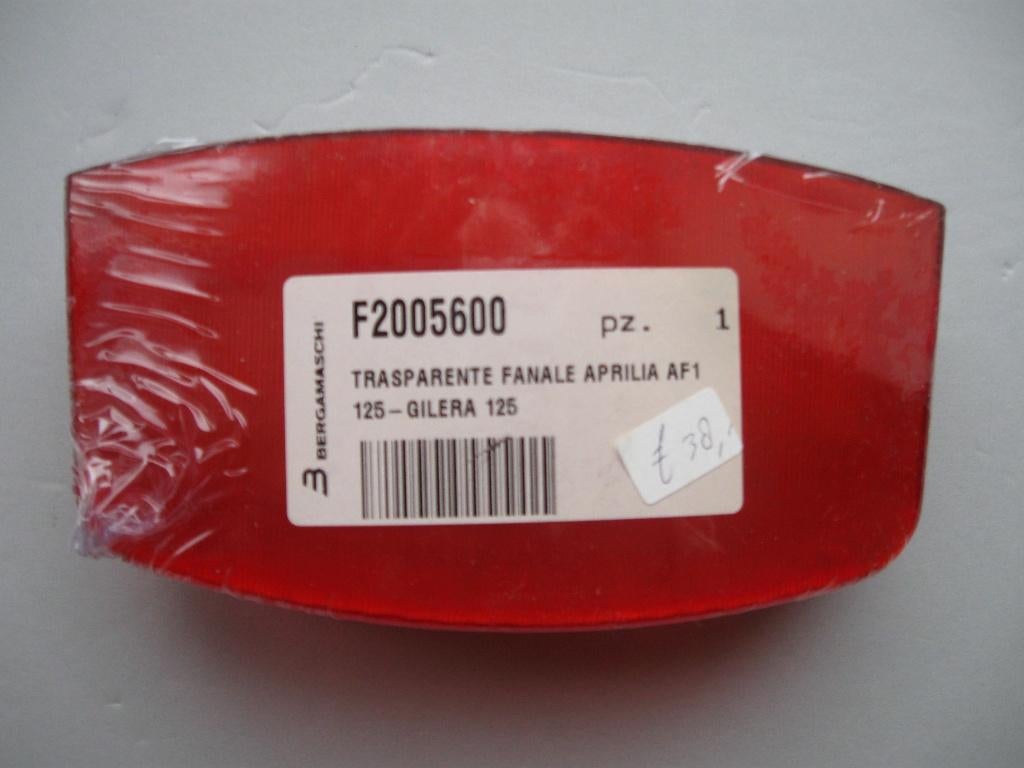 F2005600 pz. 1
TRASPARENTE FANALE APRILIA AF1
125-GILERA 125
BERGAMASCHI
€ 38,-